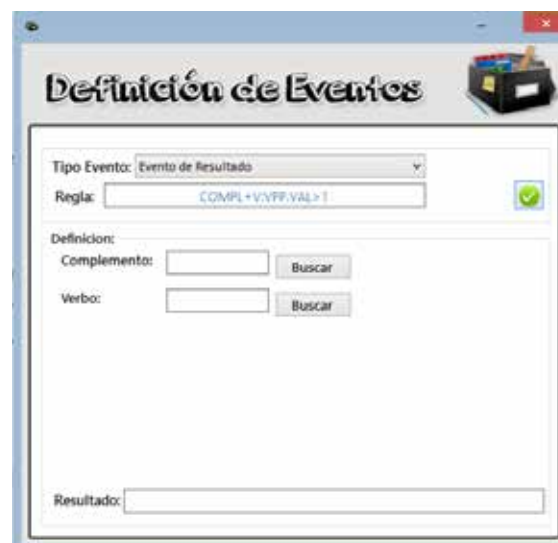 Definición de Eventos
Tipo Evento: Evento de Resultado
Regla: COMPL+V:VPP.VAL>1
Definicion:
Complemento: Buscar
Verbo: Buscar
Resultado: